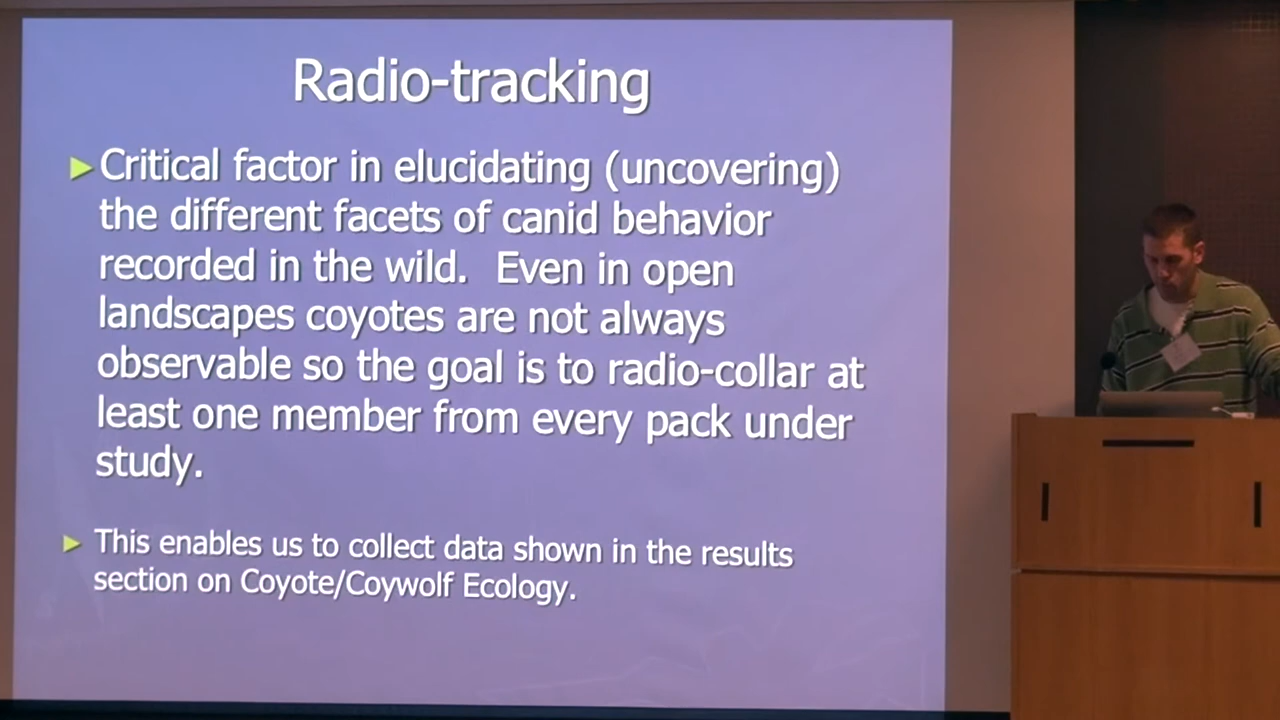 Radio-tracking
►Critical factor in elucidating (uncovering)
the different facets of canid behavior
recorded in the wild.  Even in open
landscapes coyotes are not always
observable so the goal is to radio-collar at
least one member from every pack under
study.
► This enables us to collect data shown in the results
section on Coyote/Coywolf Ecology.